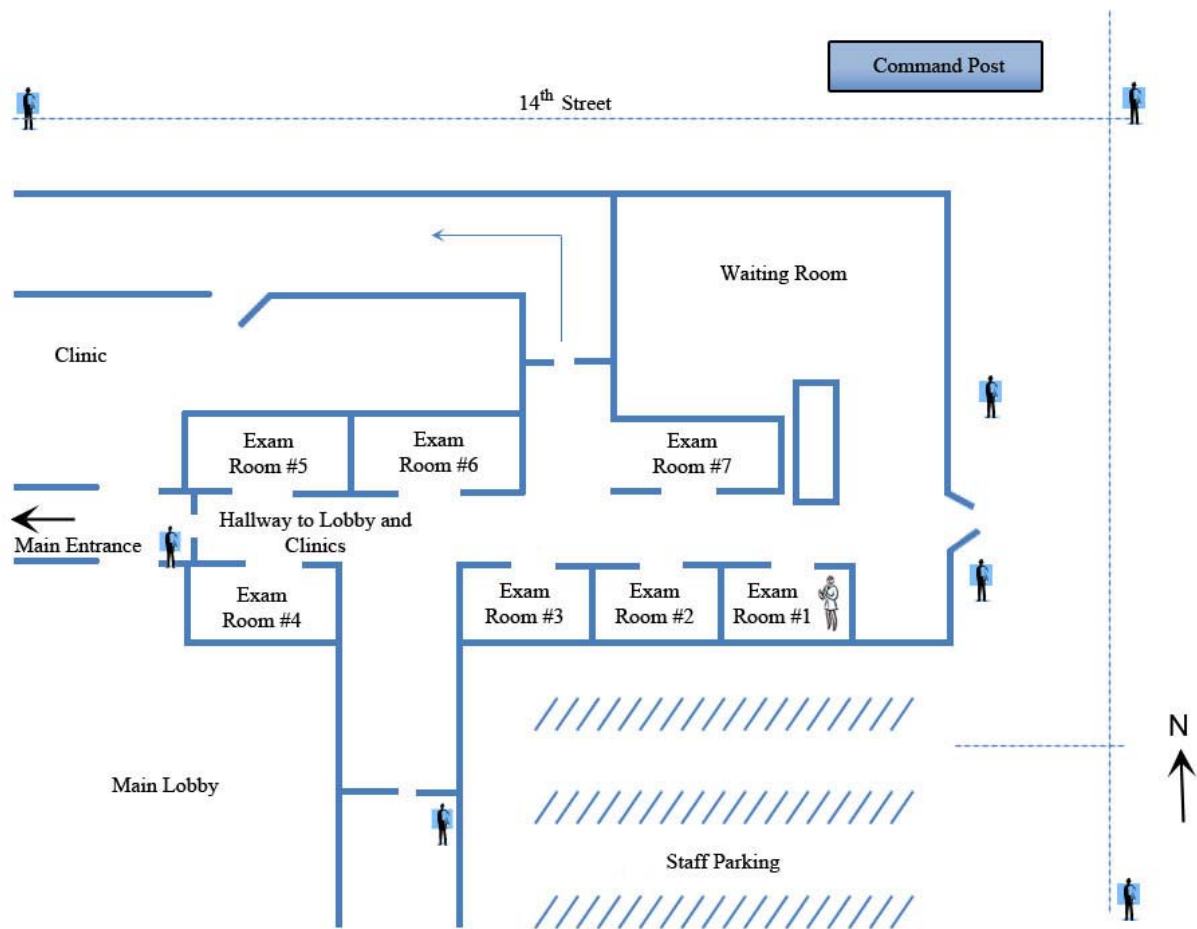 Command Post
14th Street
Waiting Room
Clinic
Exam
Room #5
Exam
Room #6
Exam
Room #7
Hallway to Lobby and
Clinics
Main Entrance
Exam
Room #4
Exam
Room #3
Exam
Room #2
Exam
Room #1
N
Main Lobby
Staff Parking